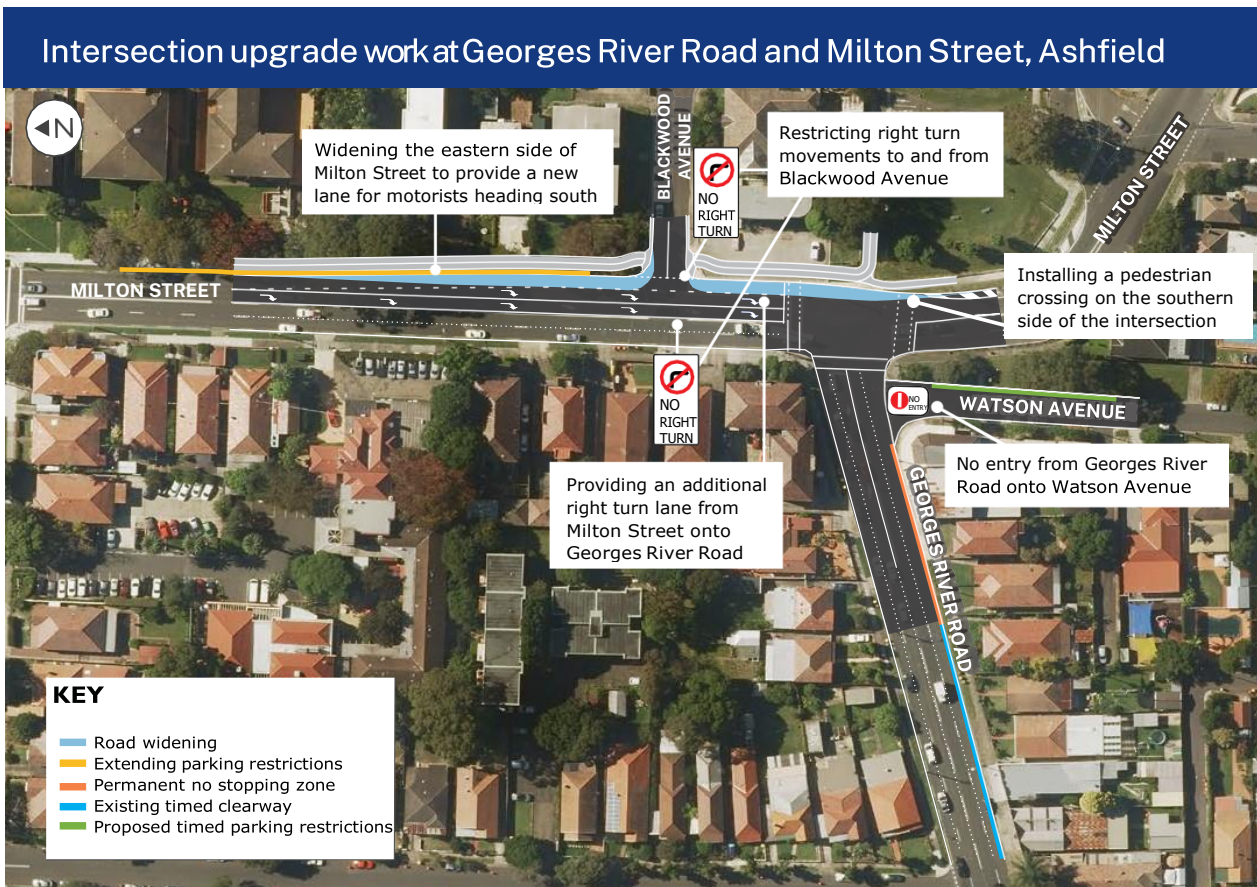 Intersection upgrade work at Georges River Road and Milton Street, Ashfield
N
Widening the eastern side of
Milton Street to provide a new
lane for motorists heading south
BLACKWOOD
AVENUE
NO
RIGHT
TURN
Restricting right turn
movements to and from
Blackwood Avenue
MILTON STREET
MILTON STREET
Installing a pedestrian
crossing on the southern
side of the intersection
NO
RIGHT
TURN
NO
ENTRY
WATSON AVENUE
No entry from Georges River
Road onto Watson Avenue
Providing an additional
right turn lane from
Milton Street onto
Georges River Road
GEORGES RIVER ROAD
KEY
Road widening
Extending parking restrictions
Permanent no stopping zone
Existing timed clearway
Proposed timed parking restrictions